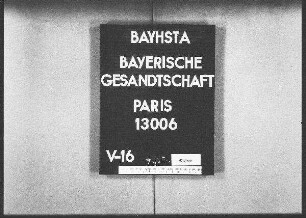 BAYHSTA
BAYERISCHE
GESANDTSCHAFT
PARIS
13006
V-16